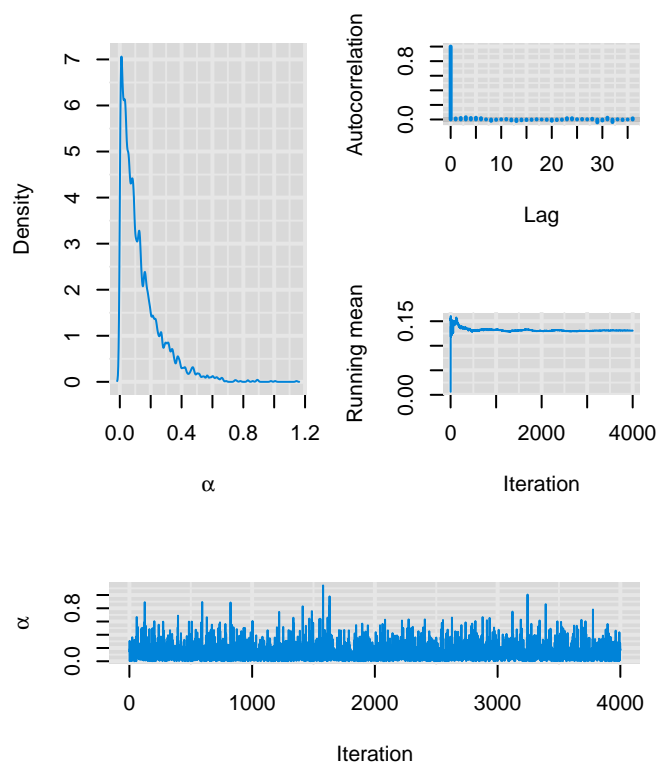 Density
7
6
5
4
3
2
1
0
0.0 0.4 0.8 1.2
α
Autocorrelation
0.8
0.0
0 10 20 30
Lag
Running mean
0.15
0.00
0 2000 4000
Iteration
α
0.8
0.0
0 1000 2000 3000 4000
Iteration